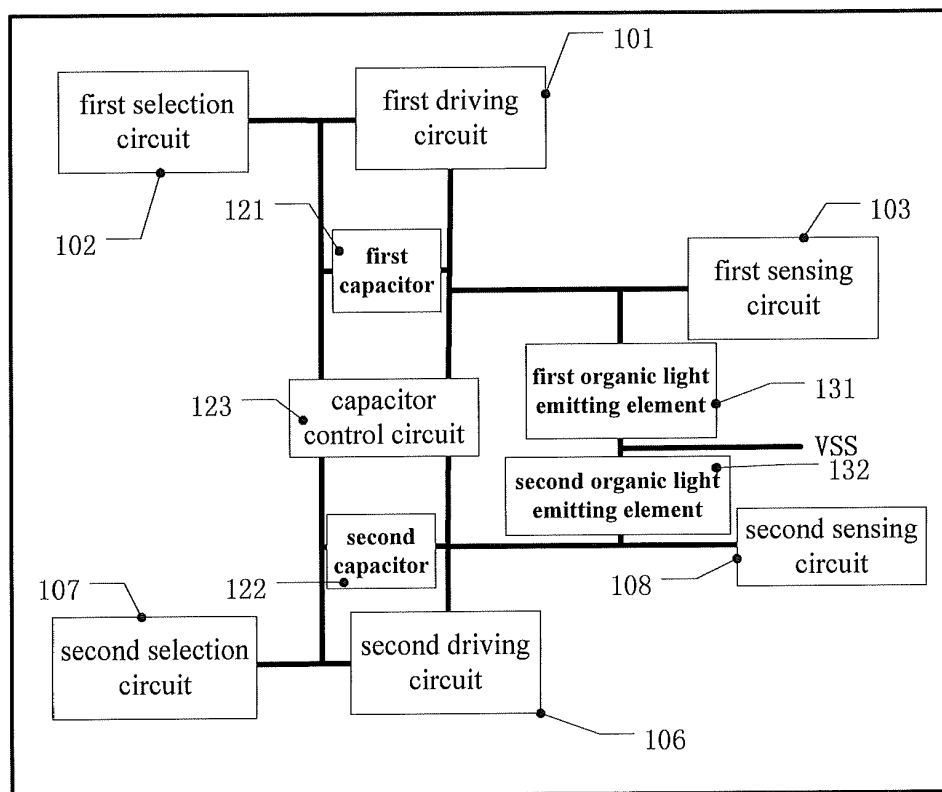 101
first selection
circuit
first driving
circuit
102
121
103
first
capacitor
first sensing
circuit
123
capacitor
control circuit
first organic light
emitting element
131
VSS
132
second organic light
emitting element
second
capacitor
second sensing
circuit
107
122
108
second selection
circuit
second driving
circuit
106